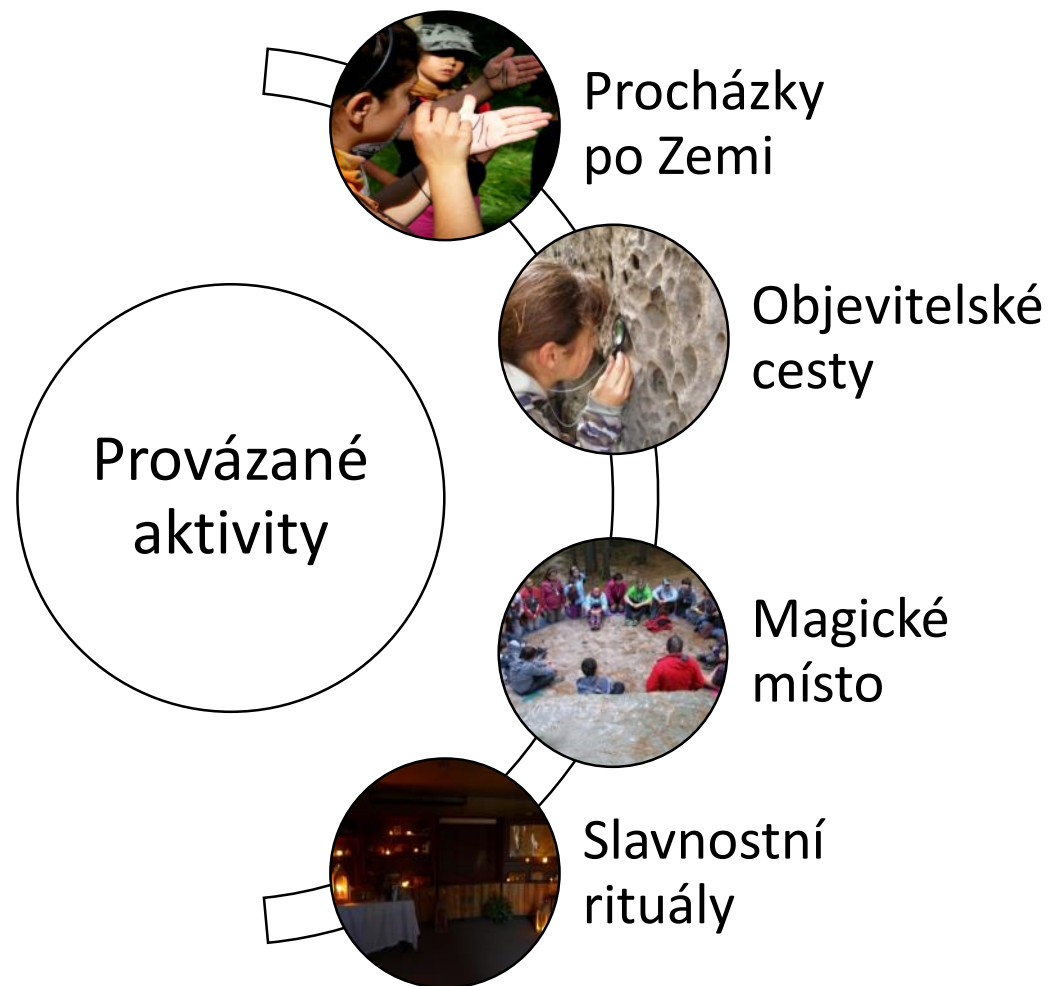 Procházky
po Zemi
Objevitelské
cesty
Provázané
aktivity
Magické
místo
Slavnostní
rituály